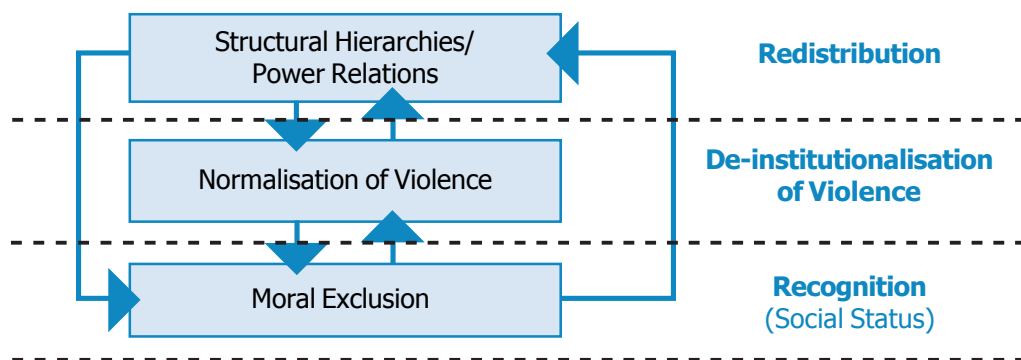 Structural Hierarchies/
Power Relations
Redistribution
Normalisation of Violence
De-institutionalisation
of Violence
Moral Exclusion
Recognition
(Social Status)